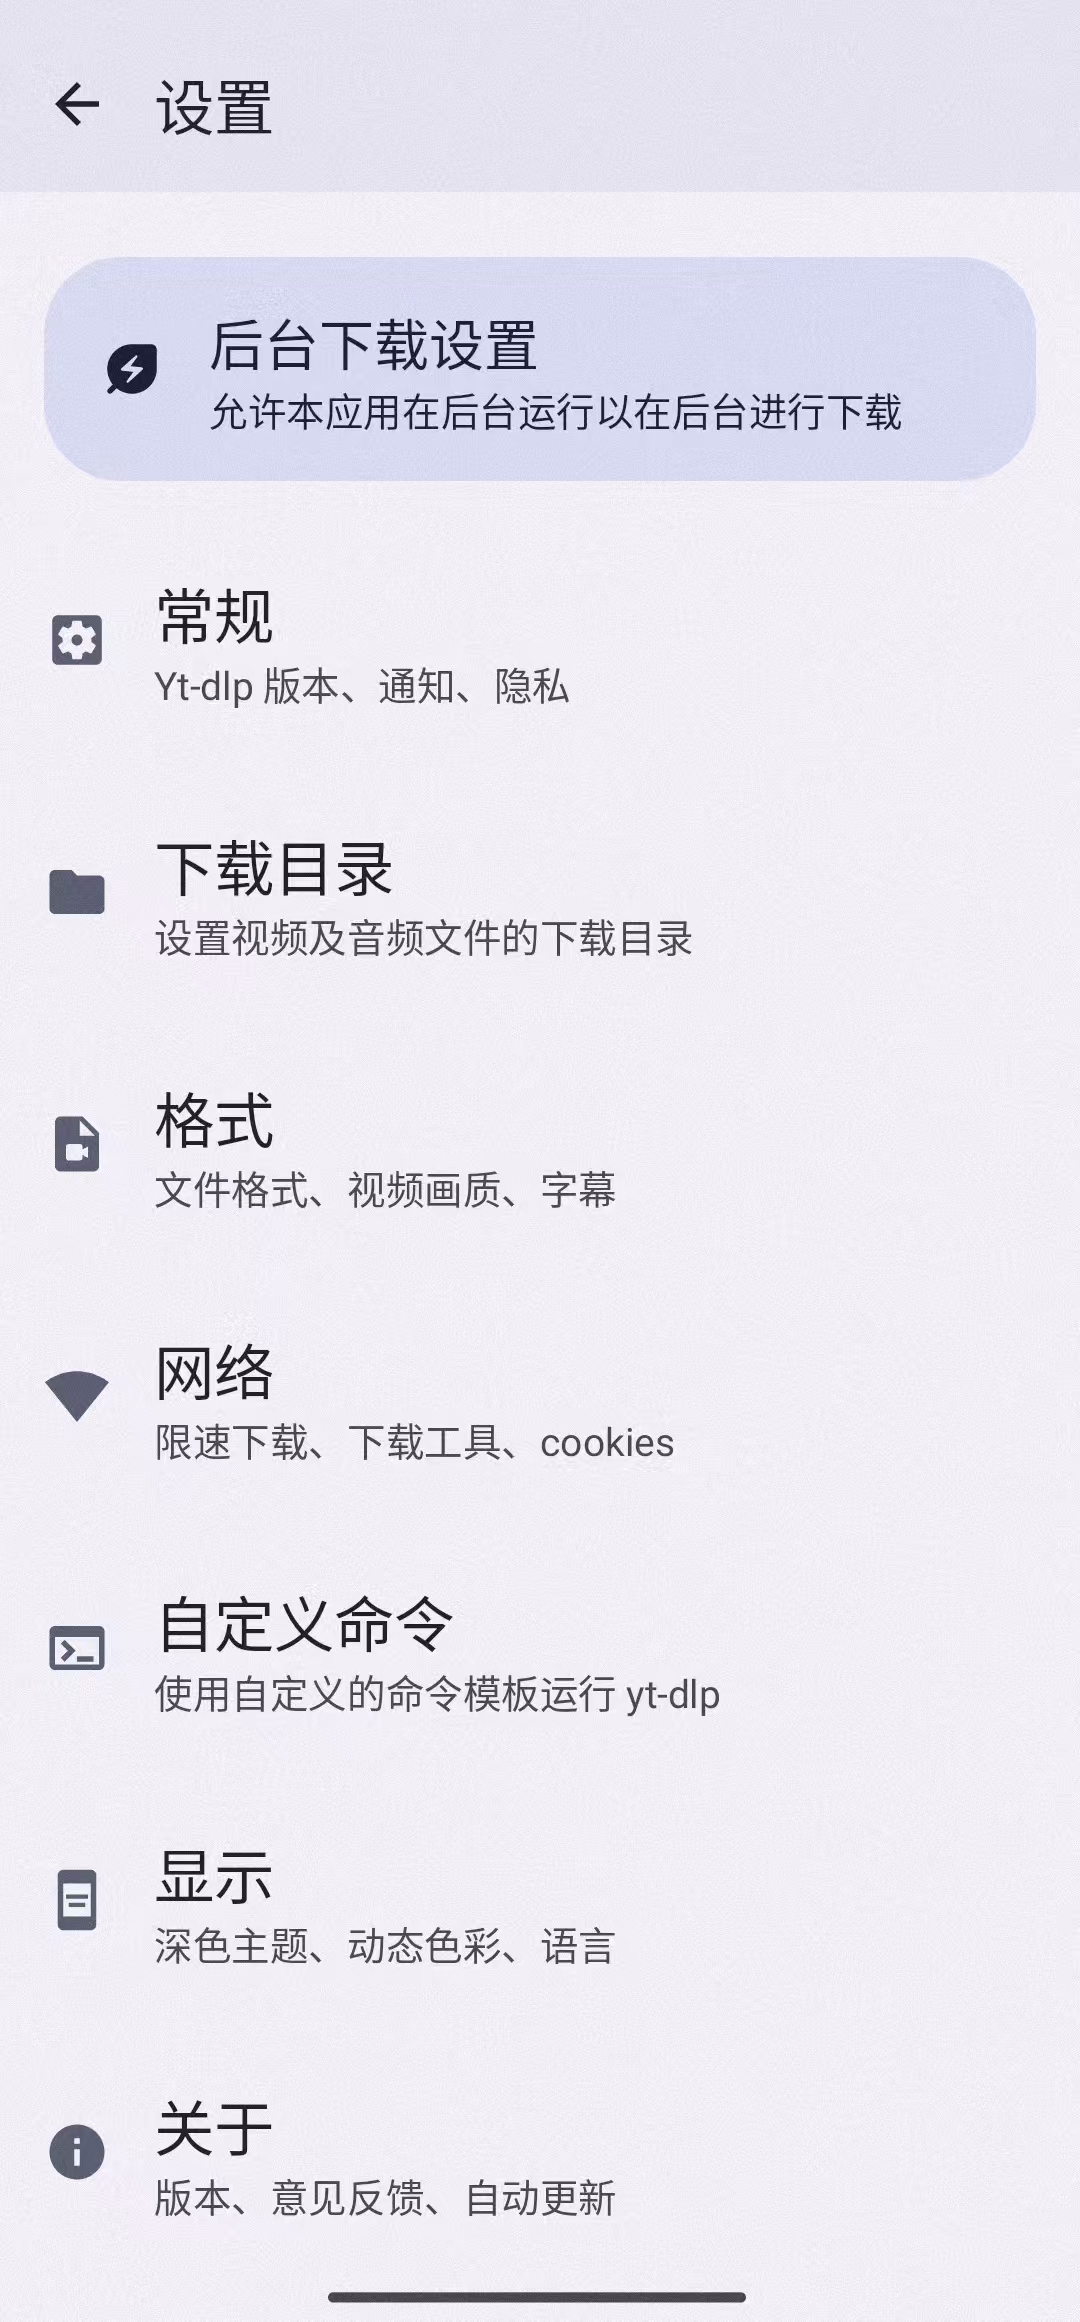 设置
后台下载设置
允许本应用在后台运行以在后台进行下载
常规
Yt-dlp 版本、通知、隐私
下载目录
设置视频及音频文件的下载目录
格式
文件格式、视频画质、字幕
网络
限速下载、下载工具、cookies
自定义命令
使用自定义的命令模板运行 yt-dlp
显示
深色主题、动态色彩、语言
关于
版本、意见反馈、自动更新